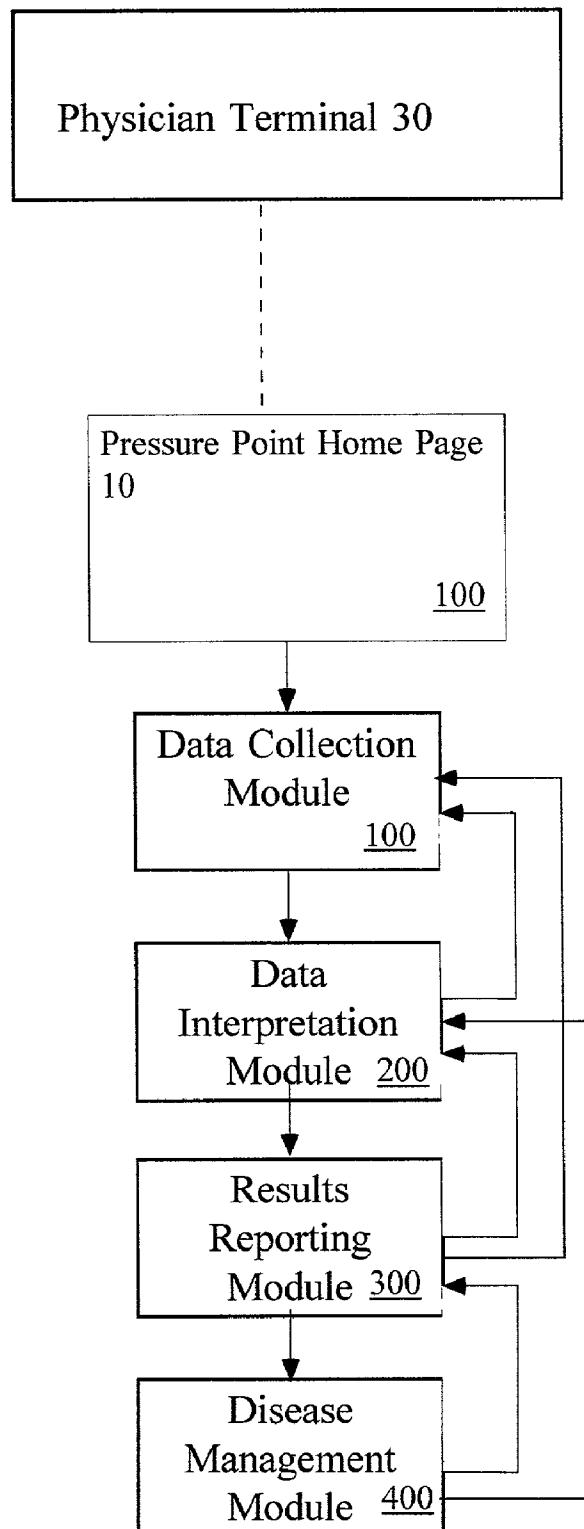 Physician Terminal 30
Pressure Point Home Page
10
100
Data Collection
Module
100
Data
Interpretation
Module 200
Results
Reporting
Module 300
Disease
Management
Module 400